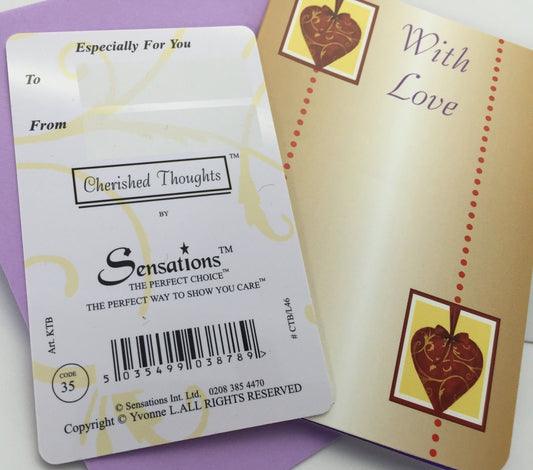 Especially For You
To
From
Cherished Thoughts™
BY
Sensations™
THE PERFECT CHOICE™
THE PERFECT WAY TO SHOW YOU CARE™
Art. KTB
# CTB/L46
CODE
35
5 035499 038789 >
© Sensations Int. Ltd. 0208 385 4470
Copyright © Yvonne L.ALL RIGHTS RESERVED
With
Love